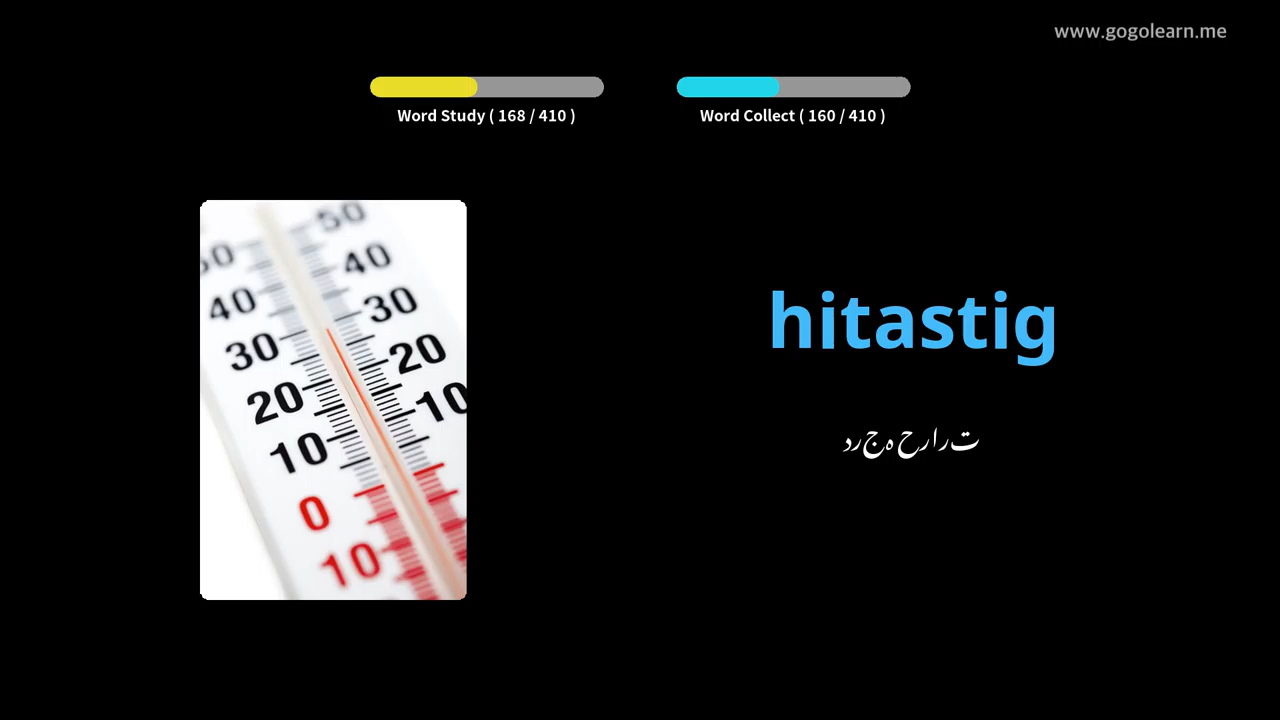 www.gogolearn.me
Word Study ( 168 / 410 )
Word Collect ( 160 / 410 )
50
40
30
20
10
50
40
30
20
10
0
10
hitastig
درجہ حرارت